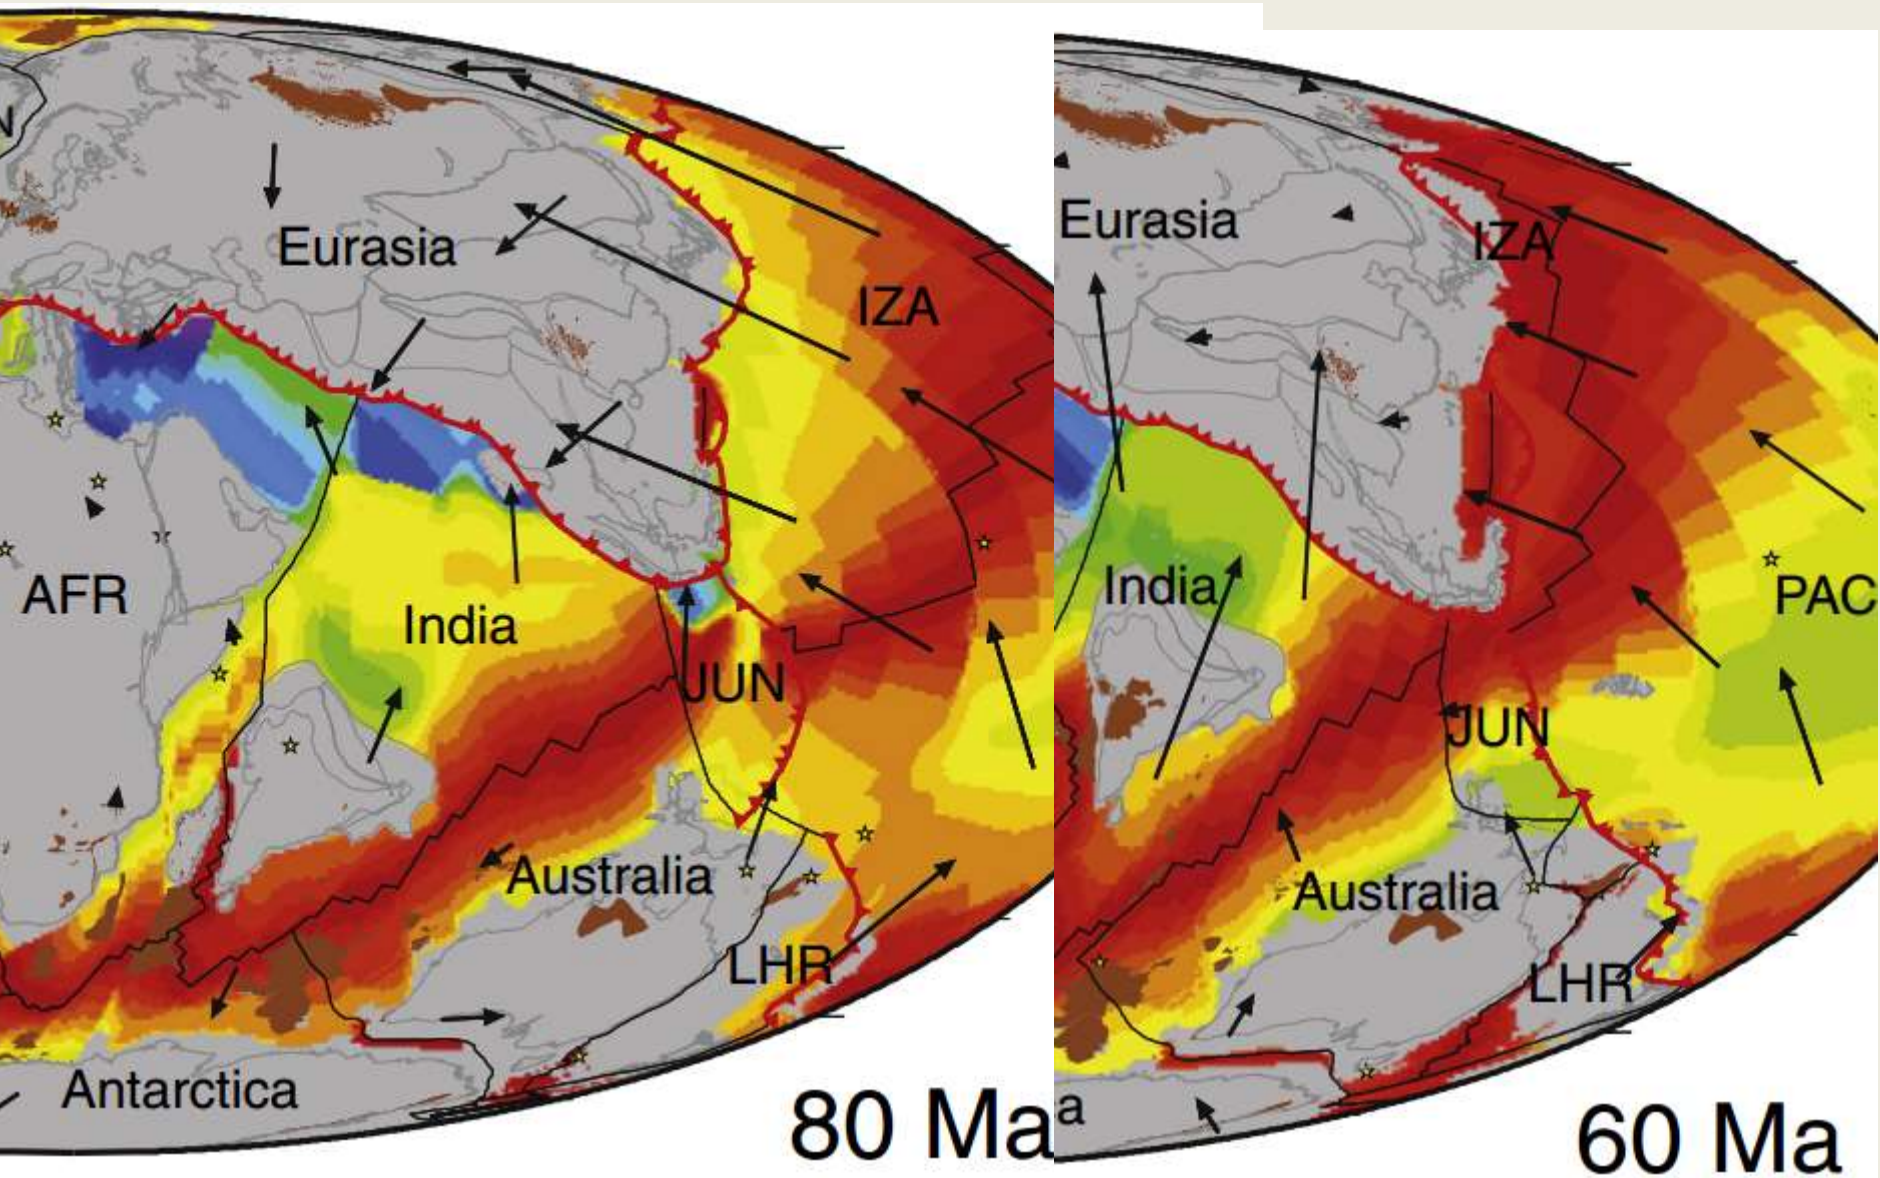 Eurasia
IZA
AFR
India
JUN
Australia
LHR
Antarctica
80 Ma
Eurasia
IZA
India
PAC
JUN
Australia
LHR
a
60 Ma